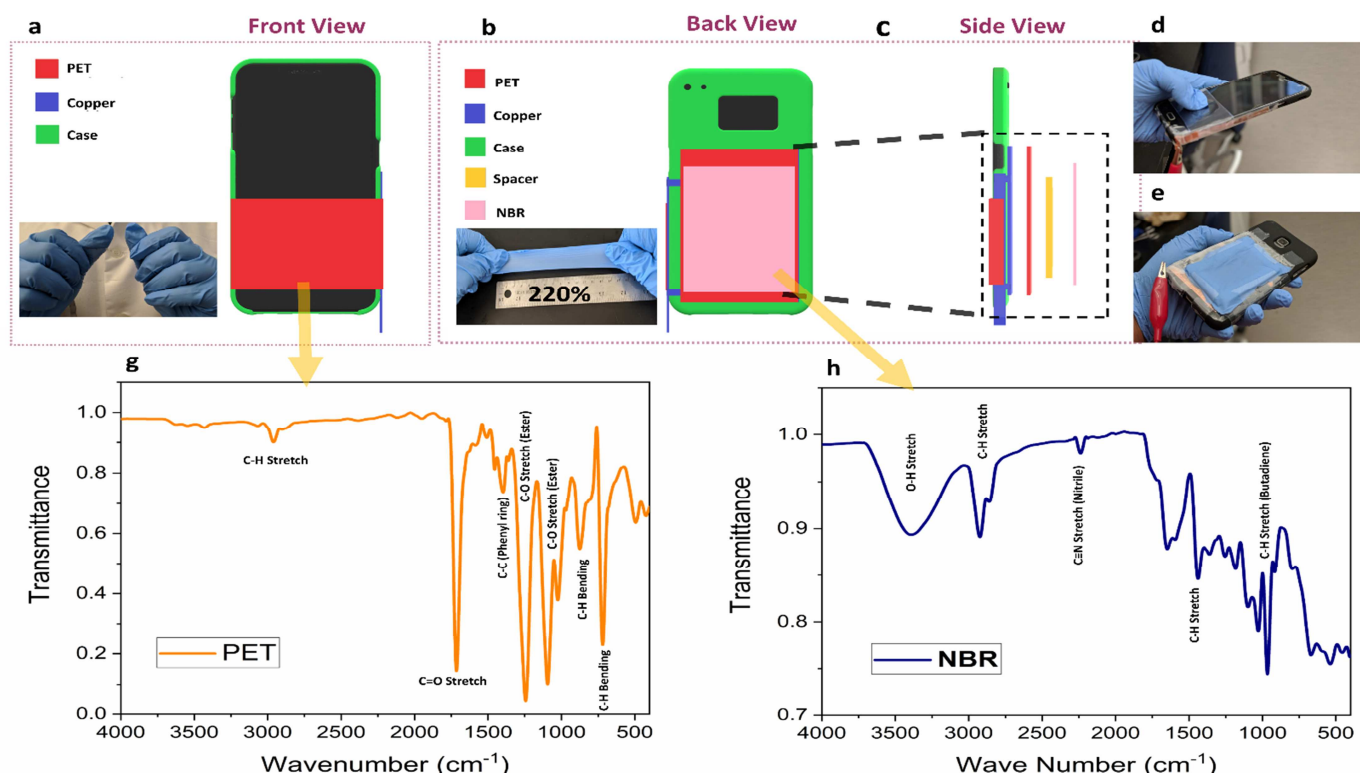 a
Front View
PET
Copper
Case
b
Back View
PET
Copper
Case
Spacer
NBR
220%
c
Side View
d
e
g
1.0
0.8
0.6
0.4
0.2
0.0
Transmittance
C-H Stretch
C=O Stretch
C-C (Phenyl ring)
C-O Stretch (Ester)
C-O Stretch (Ester)
C-H Bending
C-H Bending
PET
4000 3500 3000 2500 2000 1500 1000 500
Wavenumber (cm⁻¹)
h
1.0
0.9
0.8
0.7
Transmittance
O-H Stretch
C-H Stretch
C≡N Stretch (Nitrile)
C-H Stretch
C-H Stretch (Butadiene)
NBR
4000 3500 3000 2500 2000 1500 1000 500
Wave Number (cm⁻¹)